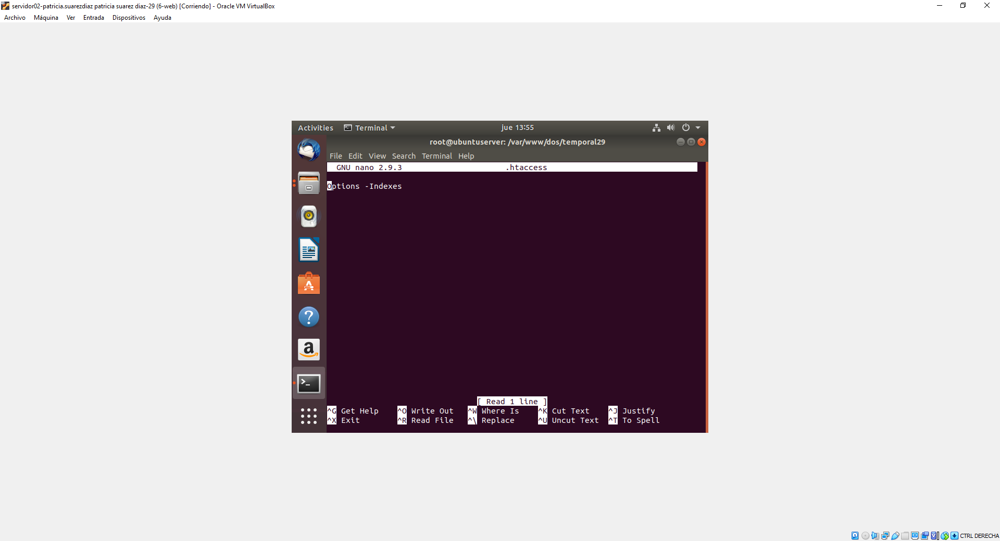 servidor02-patricia.suarezdiaz patricia suarez diaz-29 (6-web) [Corriendo] - Oracle VM VirtualBox
Archivo Máquina Ver Entrada Dispositivos Ayuda
Activities Terminal jue 13:55
root@ubuntuserver: /var/www/dos/temporal29
File Edit View Search Terminal Help
GNU nano 2.9.3 .htaccess
Options -Indexes
[ Read 1 line ]
^G Get Help ^O Write Out ^W Where Is ^K Cut Text ^J Justify
^X Exit ^R Read File ^\ Replace ^U Uncut Text ^T To Spell
CTRL DERECHA